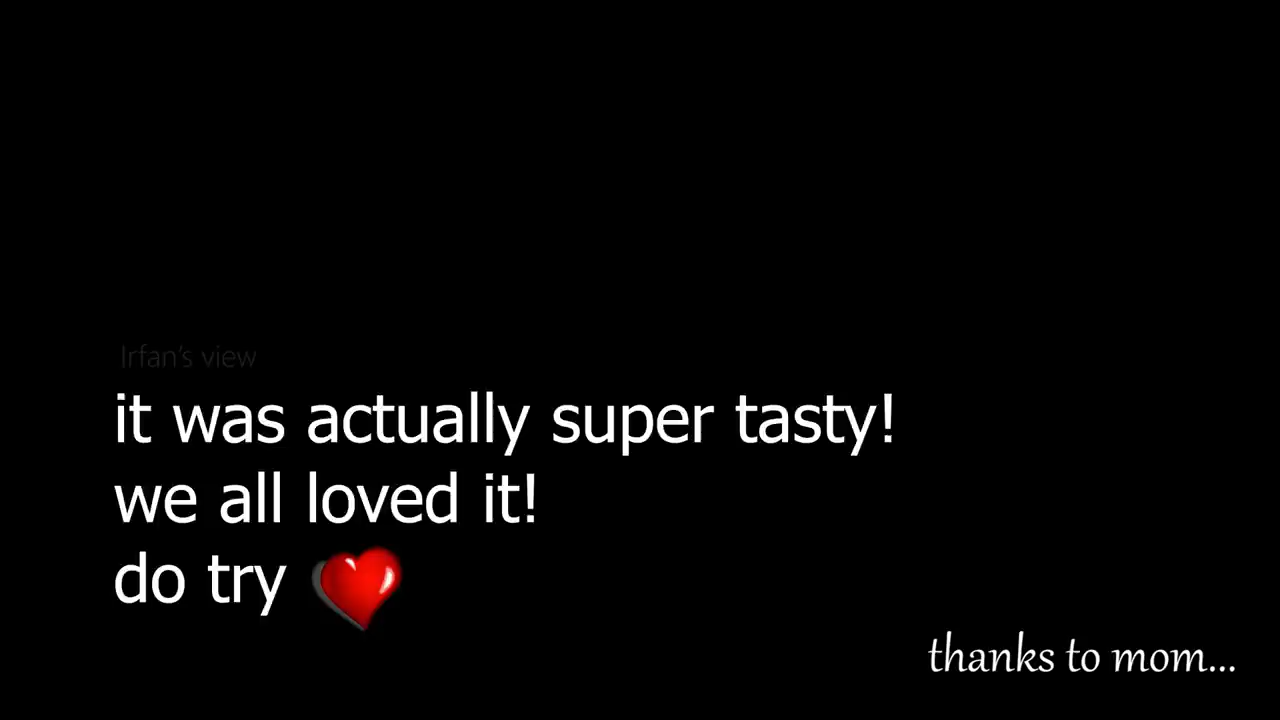 Irfan's view
it was actually super tasty!
we all loved it!
do try
thanks to mom...